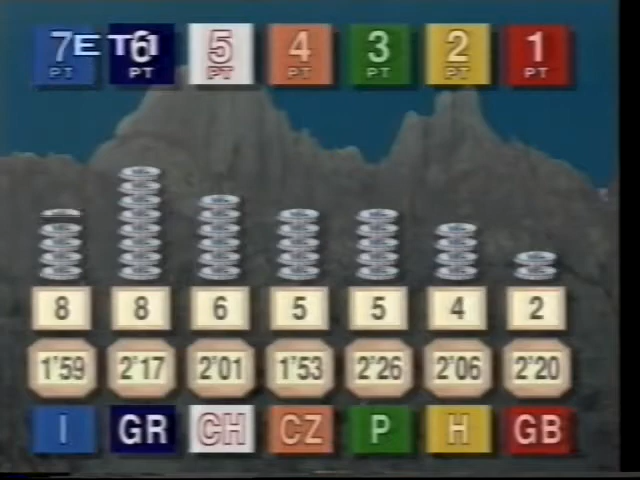 7 6 5 4 3 2 1
PT PT PT PT PT PT PT
ET1
8 8 6 5 5 4 2
1'59 2'17 2'01 1'53 2'26 2'06 2'20
I GR CH CZ P H GB